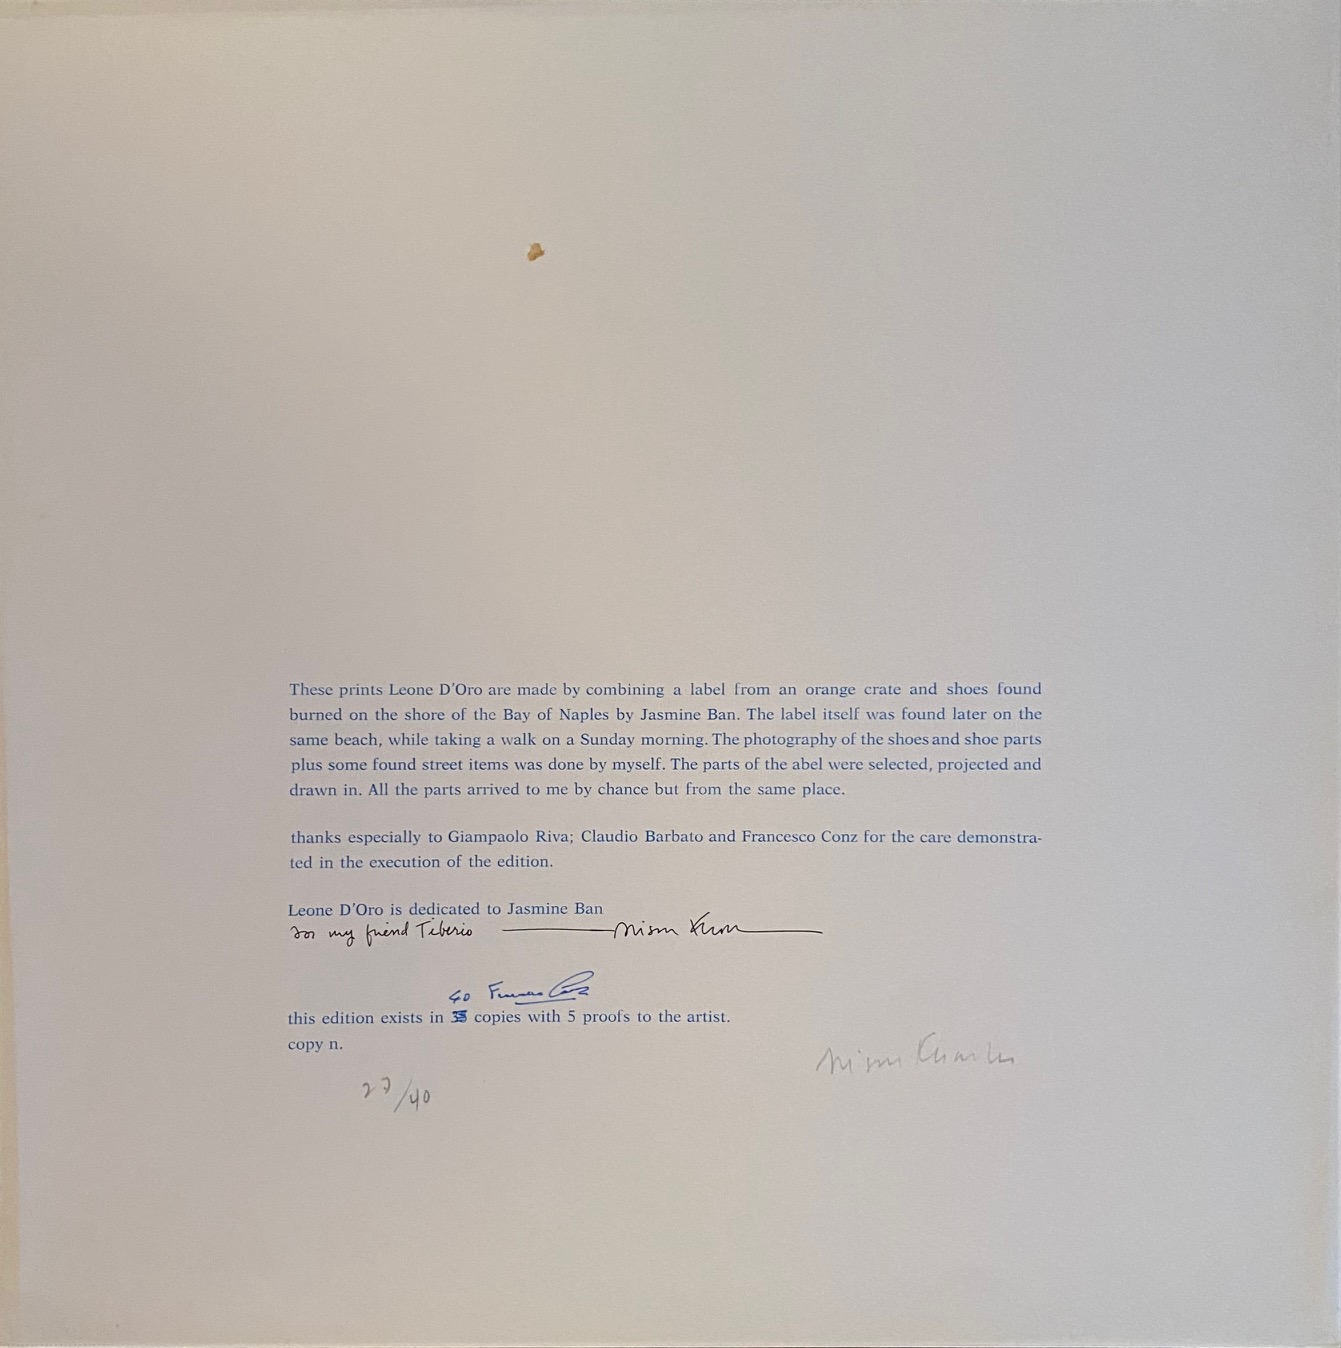 These prints Leone D'Oro are made by combining a label from an orange crate and shoes found
burned on the shore of the Bay of Naples by Jasmine Ban. The label itself was found later on the
same beach, while taking a walk on a Sunday morning. The photography of the shoes and shoe parts
plus some found street items was done by myself. The parts of the abel were selected, projected and
drawn in. All the parts arrived to me by chance but from the same place.
thanks especially to Giampaolo Riva; Claudio Barbato and Francesco Conz for the care demonstra-
ted in the execution of the edition.
Leone D'Oro is dedicated to Jasmine Ban
for my friend Tiberio
40
this edition exists in 35 copies with 5 proofs to the artist.
copy n.
27/40